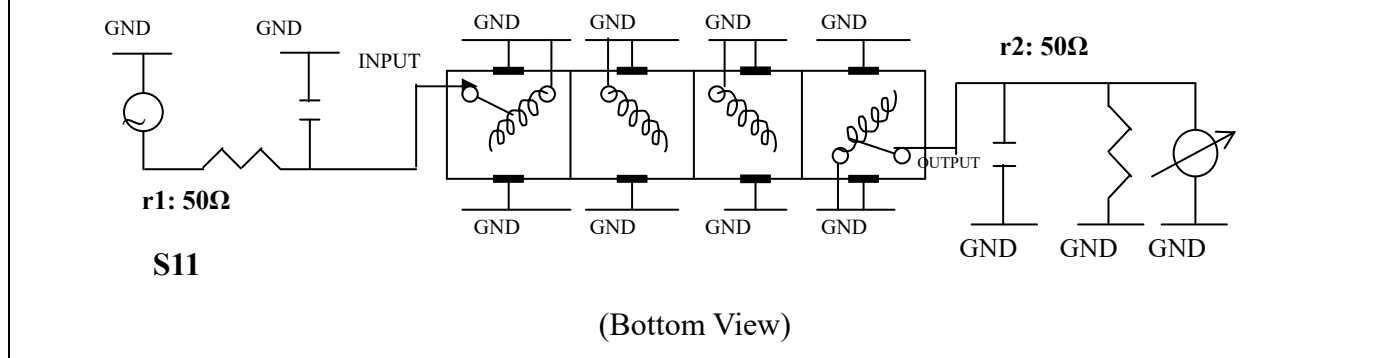 GND GND GND GND GND GND
INPUT
r2: 50Ω
OUTPUT
r1: 50Ω
GND GND GND GND
GND GND GND
S11
(Bottom View)